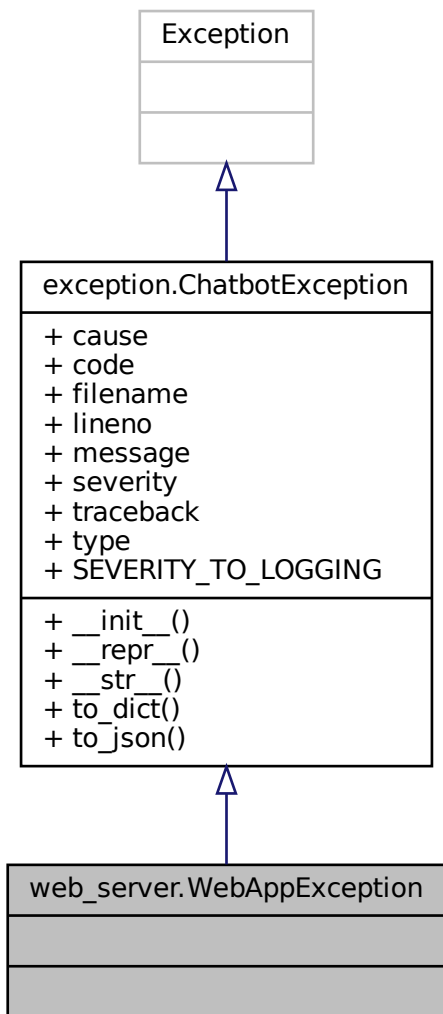 Exception
exception.ChatbotException
+ cause
+ code
+ filename
+ lineno
+ message
+ severity
+ traceback
+ type
+ SEVERITY_TO_LOGGING
+ __init__()
+ __repr__()
+ __str__()
+ to_dict()
+ to_json()
web_server.WebAppException